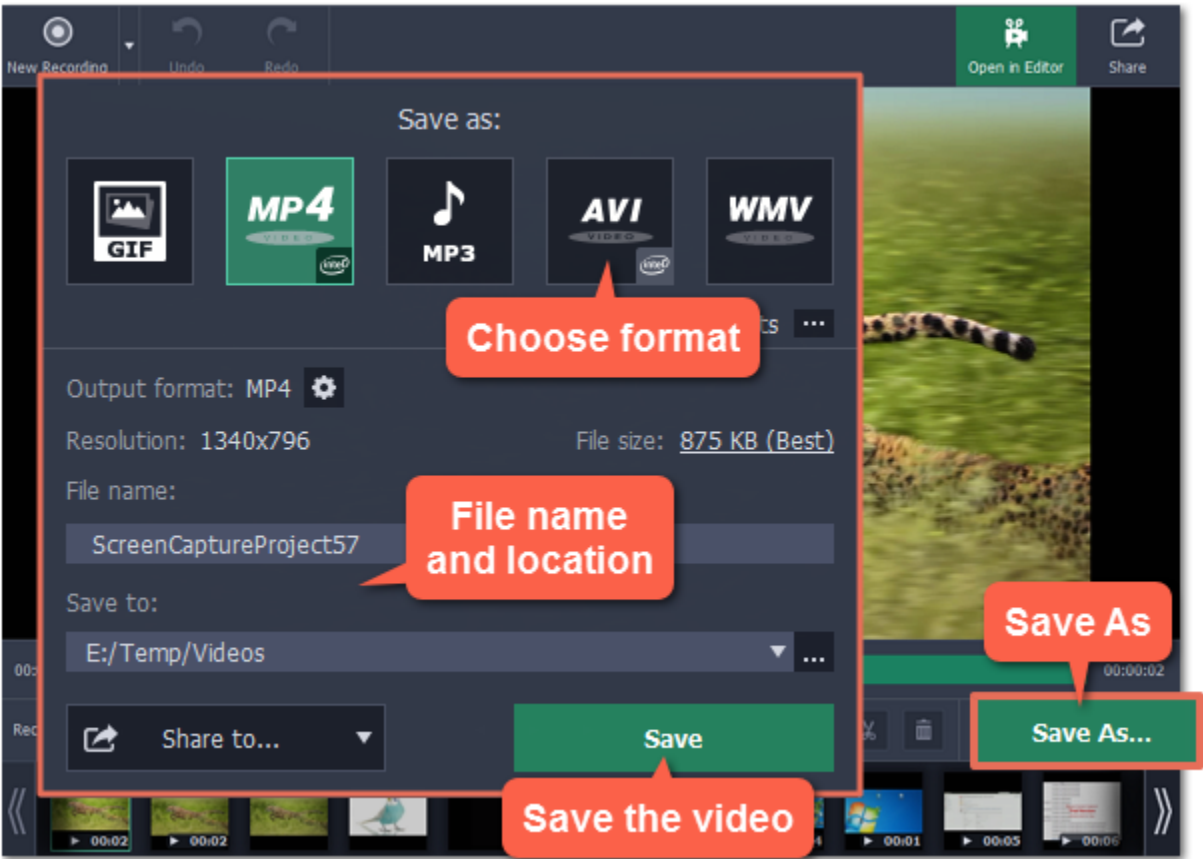 New Recording
Undo
Redo
Open in Editor
Share
Save as:
GIF
MP4
VIDEO
intel
MP3
AVI
VIDEO
intel
WMV
VIDEO
Choose format
...
Output format: MP4
Resolution: 1340x796
File size: 875 KB (Best)
File name:
File name
and location
ScreenCaptureProject57
Save to:
E:/Temp/Videos
...
Save As
00:00:02
Share to...
Save
Save As...
Save the video
00:02
00:02
00:01
00:05
00:06